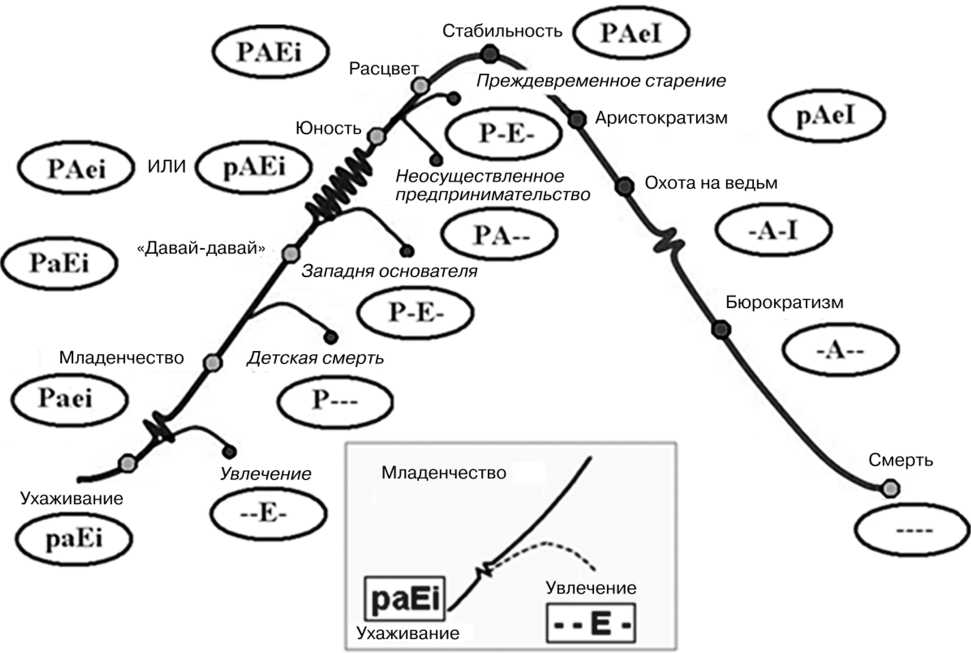 Стабильность
PAeI
PAEi
Расцвет
Преждевременное старение
Юность
P-E-
Аристократизм
pAeI
PAei
ИЛИ
pAEi
Неосуществленное
предпринимательство
Охота на ведьм
PA--
-A-I
«Давай-давай»
PaEi
Западня основателя
P-E-
Бюрократизм
Младенчество
Детская смерть
-A--
Paei
P---
Ухаживание
paEi
Увлечение
--E-
Смерть
----
Младенчество
paEi
Ухаживание
Увлечение
--E-